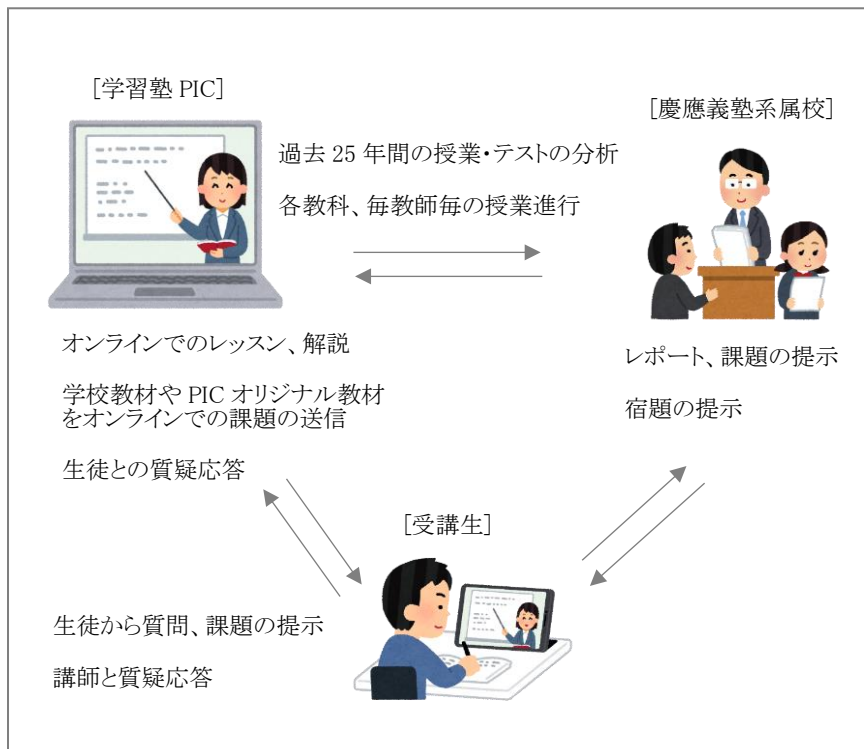 [学習塾 PIC]
[慶應義塾系属校]
過去 25 年間の授業・テストの分析
各教科、毎教師毎の授業進行
オンラインでのレッスン、解説
学校教材や PIC オリジナル教材
をオンラインでの課題の送信
生徒との質疑応答
レポート、課題の提示
宿題の提示
[受講生]
生徒から質問、課題の提示
講師と質疑応答